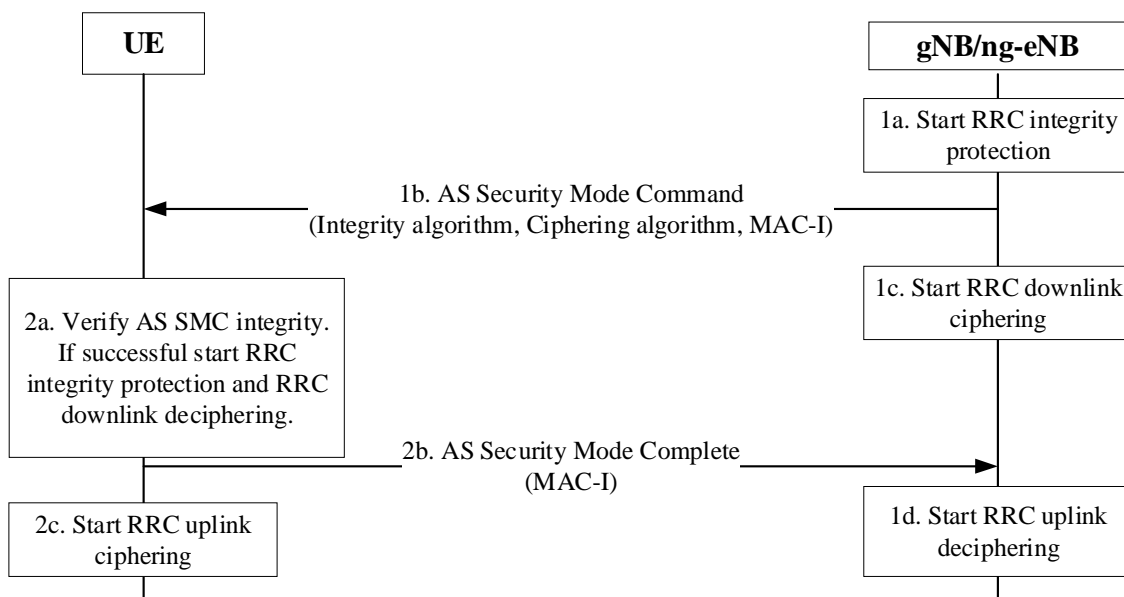 UE
gNB/ng-eNB
1a. Start RRC integrity
protection
1b. AS Security Mode Command
(Integrity algorithm, Ciphering algorithm, MAC-I)
1c. Start RRC downlink
ciphering
2a. Verify AS SMC integrity.
If successful start RRC
integrity protection and RRC
downlink deciphering.
2b. AS Security Mode Complete
(MAC-I)
2c. Start RRC uplink
ciphering
1d. Start RRC uplink
deciphering